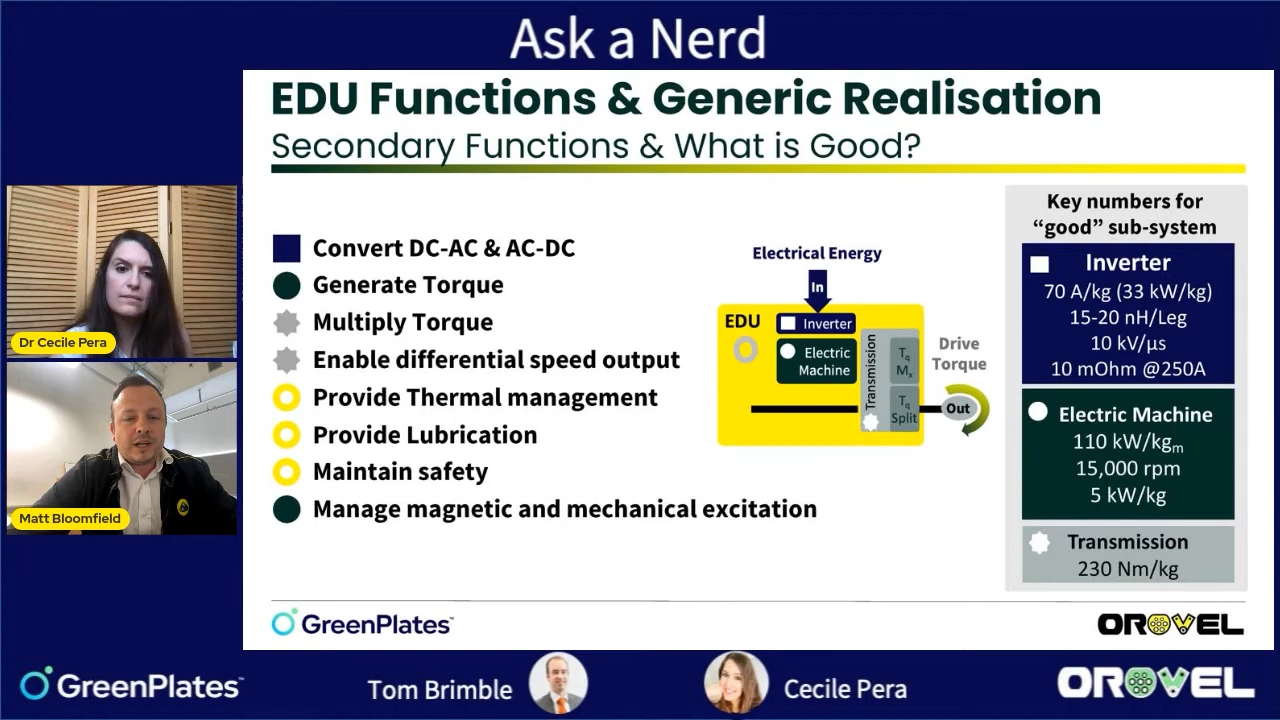 Ask a Nerd
EDU Functions & Generic Realisation
Secondary Functions & What is Good?
Convert DC-AC & AC-DC
Generate Torque
Multiply Torque
Enable differential speed output
Provide Thermal management
Provide Lubrication
Maintain safety
Manage magnetic and mechanical excitation
Electrical Energy
In
EDU
Inverter
Electric
Machine
Transmission
Tq
Mx
Tq
Split
Drive
Torque
Out
Key numbers for
“good” sub-system
Inverter
70 A/kg (33 kW/kg)
15-20 nH/Leg
10 kV/µs
10 mOhm @250A
Electric Machine
110 kW/kgm
15,000 rpm
5 kW/kg
Transmission
230 Nm/kg
Dr Cecile Pera
Matt Bloomfield
GreenPlates™
OROVEL
GreenPlates™
Tom Brimble
Cecile Pera
OROVEL